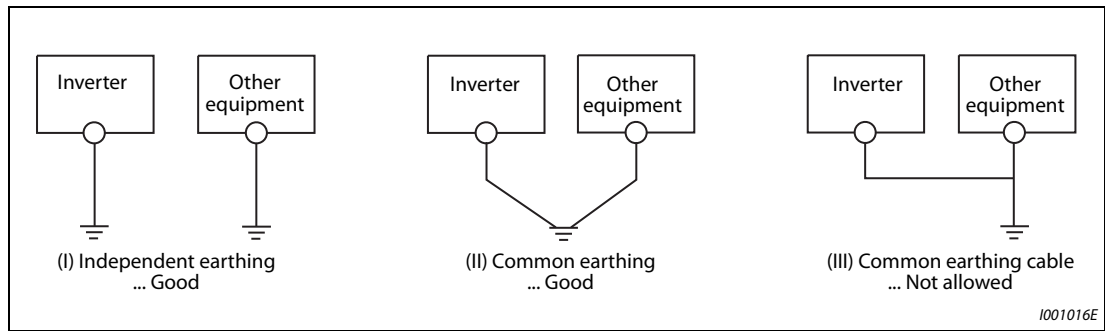 Inverter
Other
equipment
Inverter
Other
equipment
Inverter
Other
equipment
(I) Independent earthing
... Good
(II) Common earthing
... Good
(III) Common earthing cable
... Not allowed
I001016E